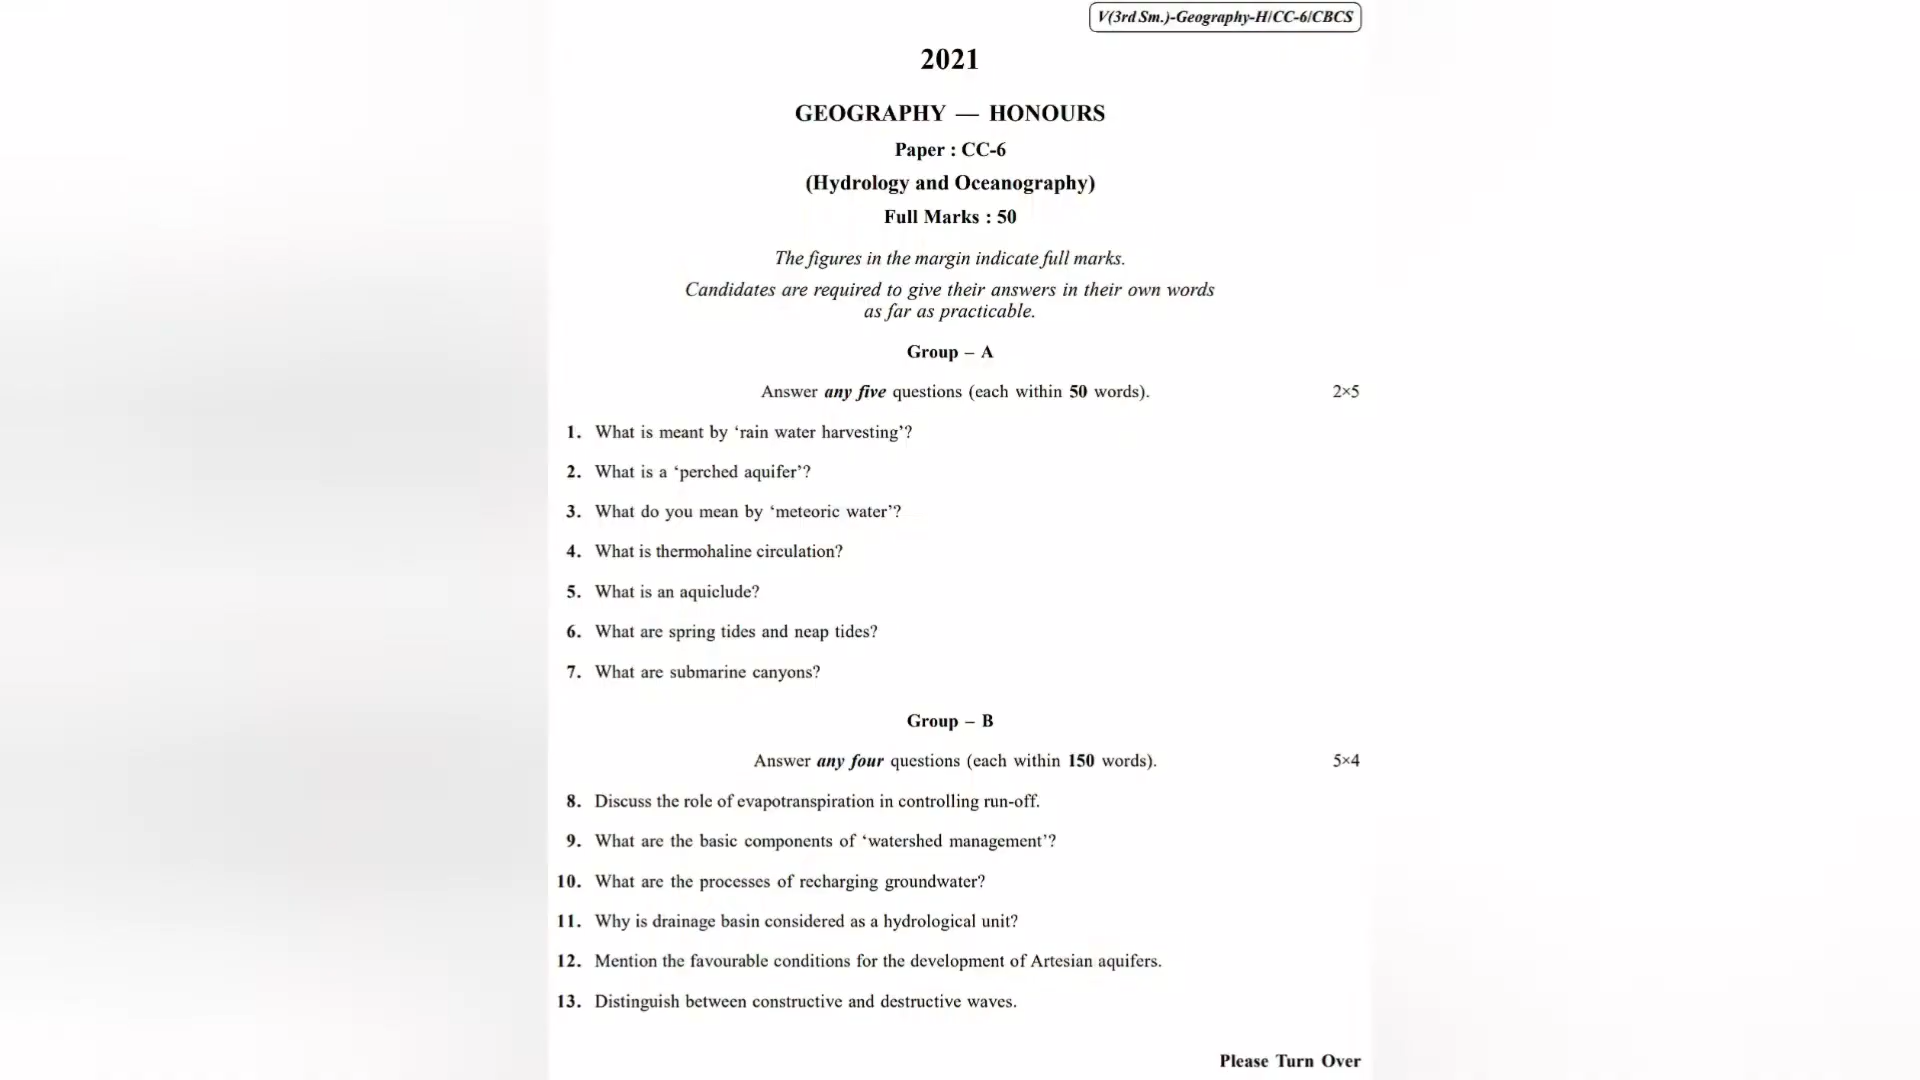 V(3rd Sm.)-Geography-H/CC-6/CBCS
2021
GEOGRAPHY — HONOURS
Paper : CC-6
(Hydrology and Oceanography)
Full Marks : 50
The figures in the margin indicate full marks.
Candidates are required to give their answers in their own words
as far as practicable.
Group – A
Answer any five questions (each within 50 words). 2×5
1. What is meant by ‘rain water harvesting’?
2. What is a ‘perched aquifer’?
3. What do you mean by ‘meteoric water’?
4. What is thermohaline circulation?
5. What is an aquiclude?
6. What are spring tides and neap tides?
7. What are submarine canyons?
Group – B
Answer any four questions (each within 150 words). 5×4
8. Discuss the role of evapotranspiration in controlling run-off.
9. What are the basic components of ‘watershed management’?
10. What are the processes of recharging groundwater?
11. Why is drainage basin considered as a hydrological unit?
12. Mention the favourable conditions for the development of Artesian aquifers.
13. Distinguish between constructive and destructive waves.
Please Turn Over